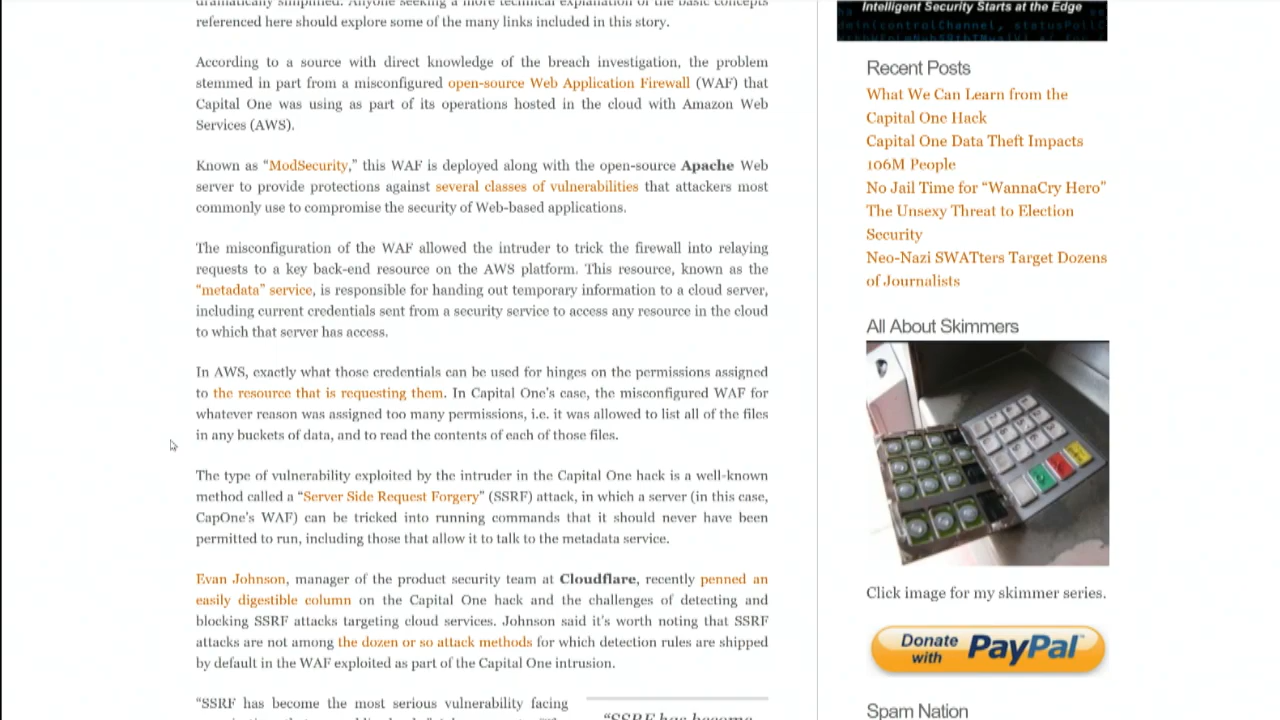 dramatically simplified. Anyone seeking a more technical explanation of the basic concepts
referenced here should explore some of the many links included in this story.
According to a source with direct knowledge of the breach investigation, the problem
stemmed in part from a misconfigured open-source Web Application Firewall (WAF) that
Capital One was using as part of its operations hosted in the cloud with Amazon Web
Services (AWS).
Known as “ModSecurity,” this WAF is deployed along with the open-source Apache Web
server to provide protections against several classes of vulnerabilities that attackers most
commonly use to compromise the security of Web-based applications.
The misconfiguration of the WAF allowed the intruder to trick the firewall into relaying
requests to a key back-end resource on the AWS platform. This resource, known as the
“metadata” service, is responsible for handing out temporary information to a cloud server,
including current credentials sent from a security service to access any resource in the cloud
to which that server has access.
In AWS, exactly what those credentials can be used for hinges on the permissions assigned
to the resource that is requesting them. In Capital One’s case, the misconfigured WAF for
whatever reason was assigned too many permissions, i.e. it was allowed to list all of the files
in any buckets of data, and to read the contents of each of those files.
The type of vulnerability exploited by the intruder in the Capital One hack is a well-known
method called a “Server Side Request Forgery” (SSRF) attack, in which a server (in this case,
CapOne’s WAF) can be tricked into running commands that it should never have been
permitted to run, including those that allow it to talk to the metadata service.
Evan Johnson, manager of the product security team at Cloudflare, recently penned an
easily digestible column on the Capital One hack and the challenges of detecting and
blocking SSRF attacks targeting cloud services. Johnson said it’s worth noting that SSRF
attacks are not among the dozen or so attack methods for which detection rules are shipped
by default in the WAF exploited as part of the Capital One intrusion.
“SSRF has become the most serious vulnerability facing
“SSRF has become
Intelligent Security Starts at the Edge
Recent Posts
What We Can Learn from the
Capital One Hack
Capital One Data Theft Impacts
106M People
No Jail Time for “WannaCry Hero”
The Unsexy Threat to Election
Security
Neo-Nazi SWATters Target Dozens
of Journalists
All About Skimmers
Click image for my skimmer series.
Donate
with PayPal
Spam Nation